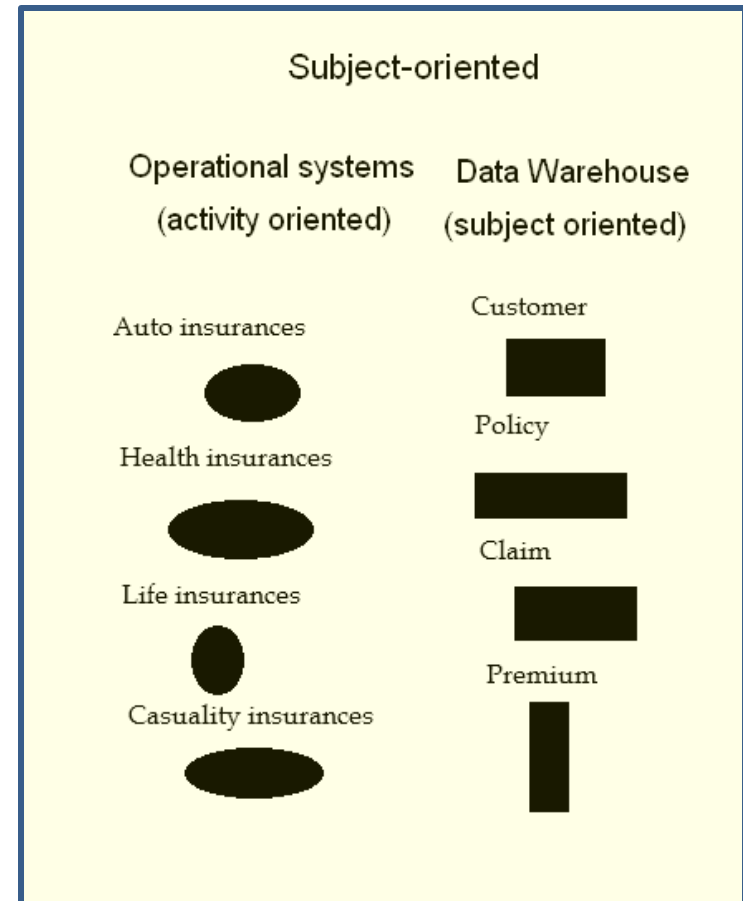 Subject-oriented
Operational systems
(activity oriented)
Auto insurances
Health insurances
Life insurances
Casuality insurances
Data Warehouse
(subject oriented)
Customer
Policy
Claim
Premium